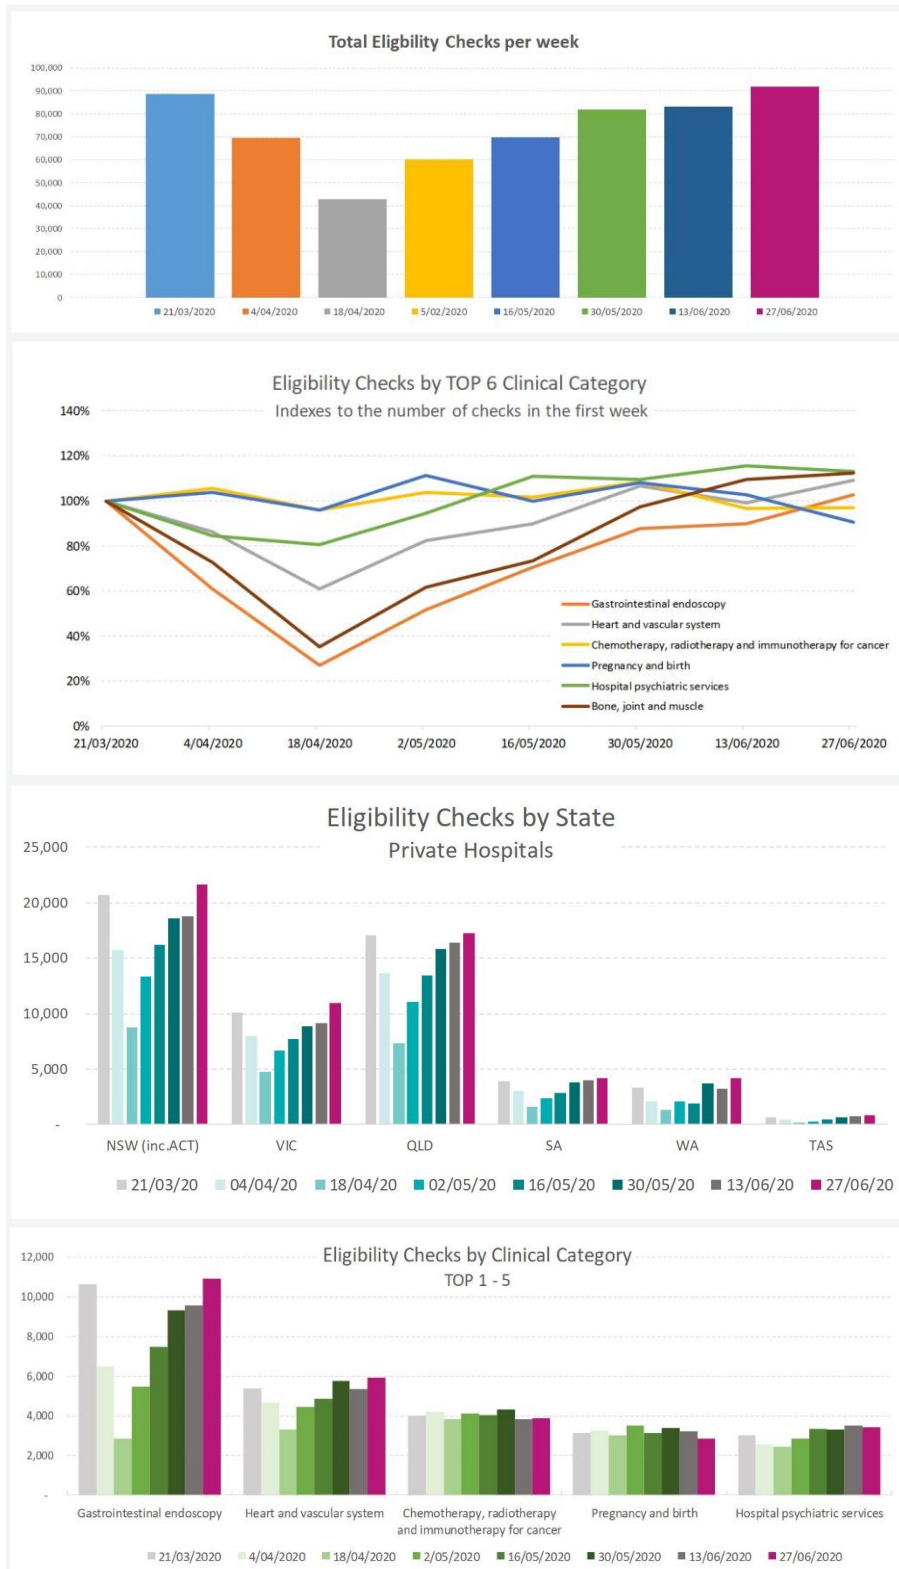 Total Eligbility Checks per week
100,000
90,000
80,000
70,000
60,000
50,000
40,000
30,000
20,000
10,000
0
21/03/2020 4/04/2020 18/04/2020 5/02/2020 16/05/2020 30/05/2020 13/06/2020 27/06/2020
Eligibility Checks by TOP 6 Clinical Category
Indexes to the number of checks in the first week
140%
120%
100%
80%
60%
40%
20%
0%
Gastrointestinal endoscopy
Heart and vascular system
Chemotherapy, radiotherapy and immunotherapy for cancer
Pregnancy and birth
Hospital psychiatric services
Bone, joint and muscle
21/03/2020 4/04/2020 18/04/2020 2/05/2020 16/05/2020 30/05/2020 13/06/2020 27/06/2020
Eligibility Checks by State
Private Hospitals
25,000
20,000
15,000
10,000
5,000
-
NSW (inc.ACT) VIC QLD SA WA TAS
21/03/20 04/04/20 18/04/20 02/05/20 16/05/20 30/05/20 13/06/20 27/06/20
Eligibility Checks by Clinical Category
TOP 1 - 5
12,000
10,000
8,000
6,000
4,000
2,000
-
Gastrointestinal endoscopy Heart and vascular system Chemotherapy, radiotherapy Pregnancy and birth Hospital psychiatric services
and immunotherapy for cancer
21/03/2020 4/04/2020 18/04/2020 2/05/2020 16/05/2020 30/05/2020 13/06/2020 27/06/2020